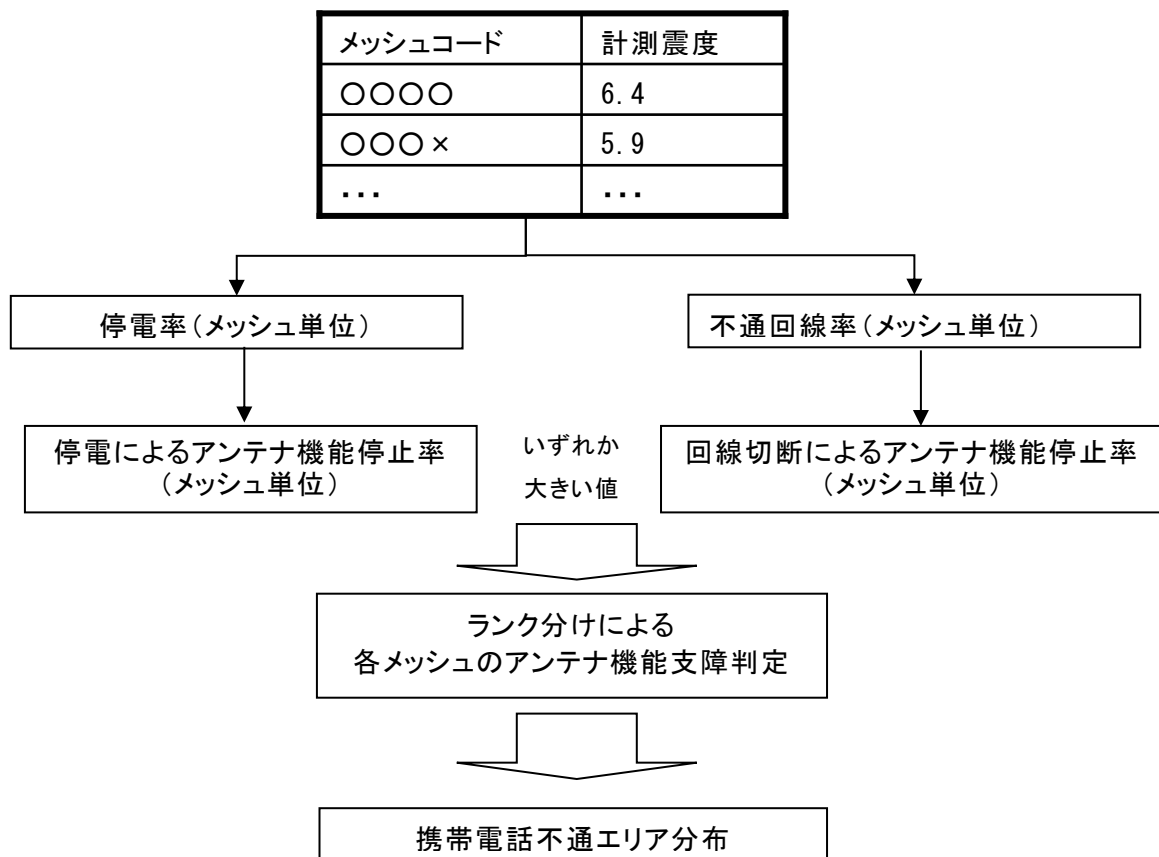 メッシュコード 計測震度
○○○○ 6.4
○○○× 5.9
・・・ ・・・
停電率(メッシュ単位)
不通回線率(メッシュ単位)
停電によるアンテナ機能停止率
(メッシュ単位)
いずれか
大きい値
回線切断によるアンテナ機能停止率
(メッシュ単位)
ランク分けによる
各メッシュのアンテナ機能支障判定
携帯電話不通エリア分布